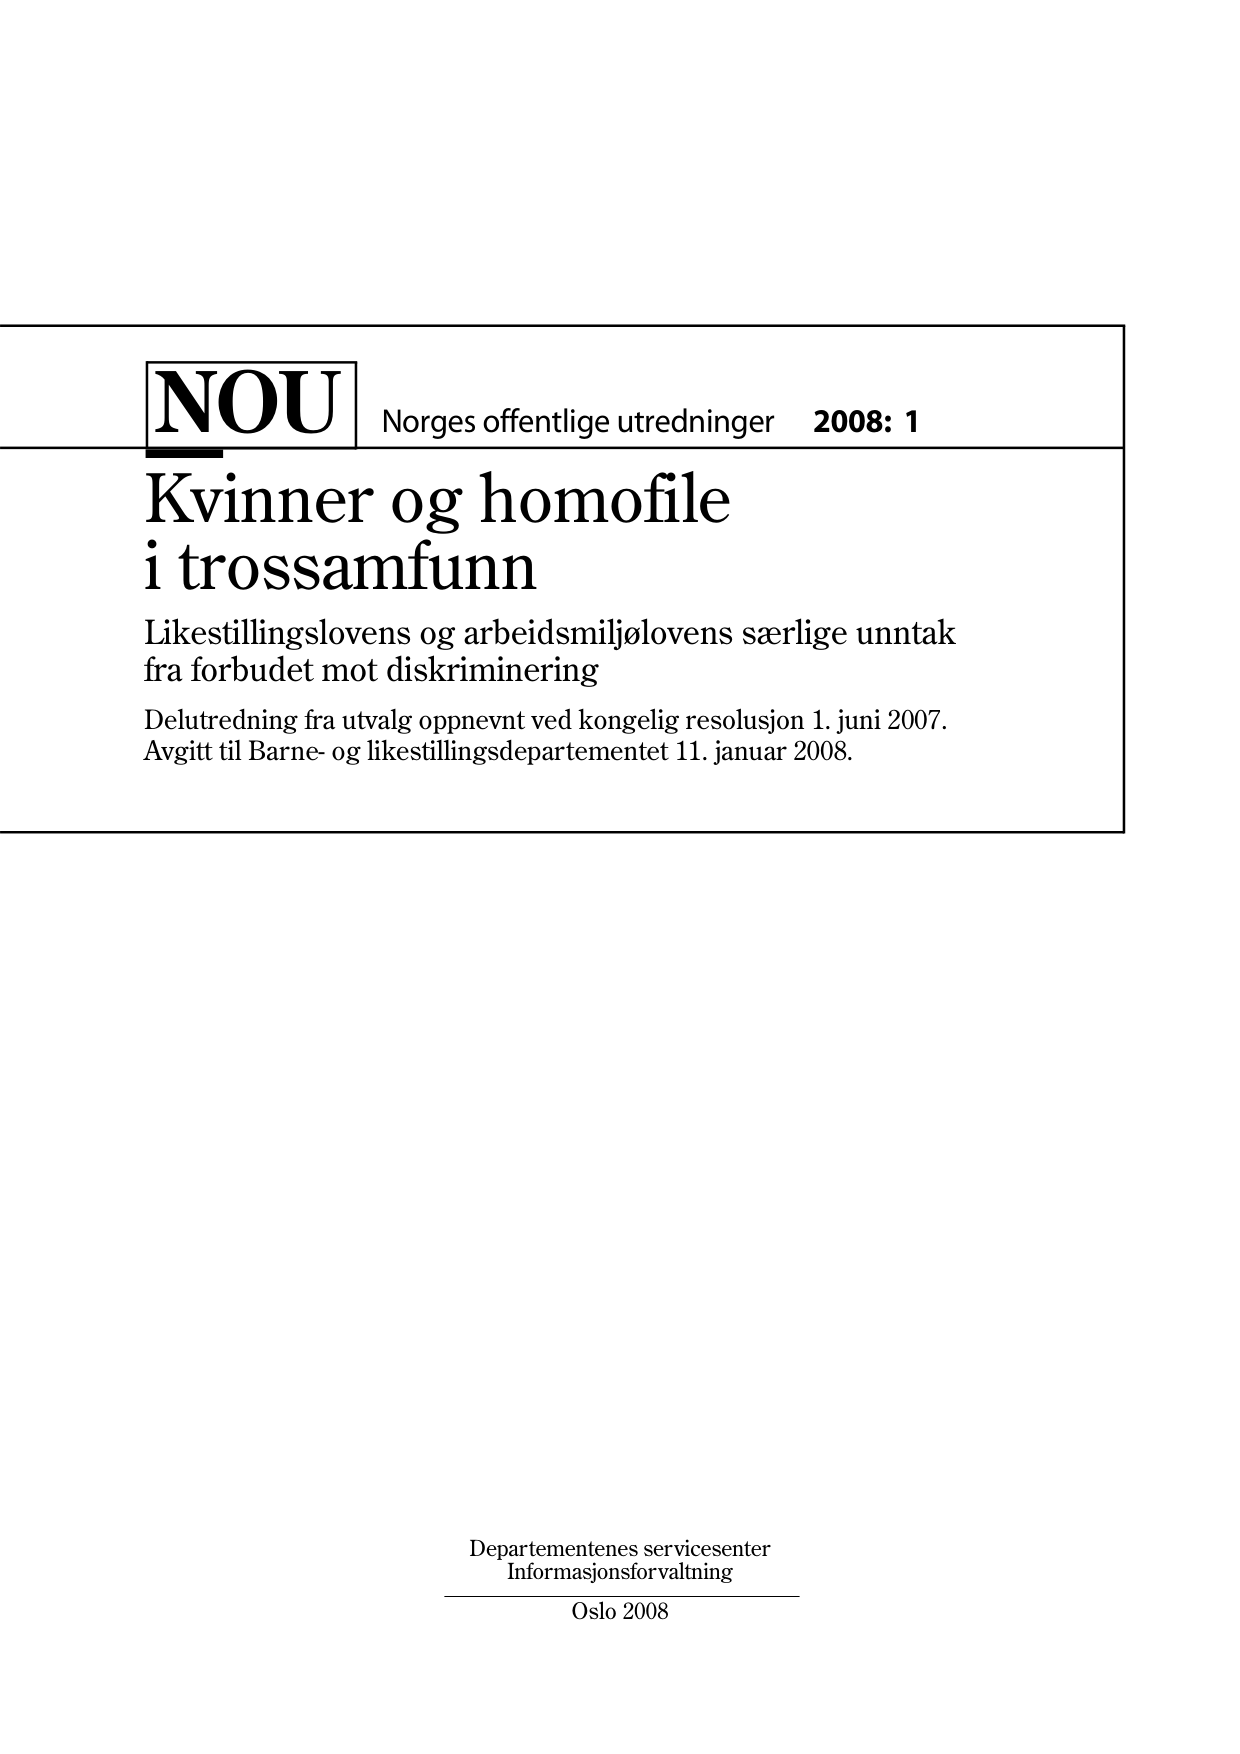 NOU Norges offentlige utredninger 2008: 1
Kvinner og homofile
i trossamfunn
Likestillingslovens og arbeidsmiljølovens særlige unntak
fra forbudet mot diskriminering
Delutredning fra utvalg oppnevnt ved kongelig resolusjon 1. juni 2007.
Avgitt til Barne- og likestillingsdepartementet 11. januar 2008.
Departementenes servicesenter
Informasjonsforvaltning
Oslo 2008